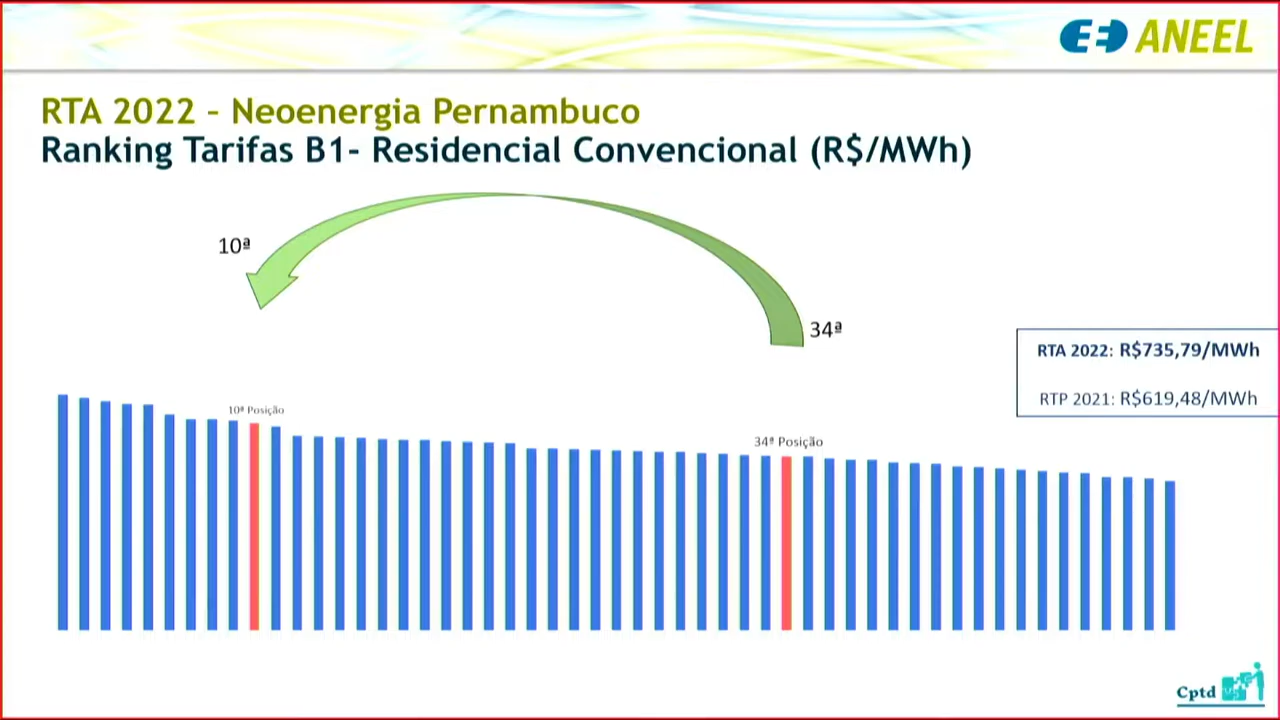 ANEEL
RTA 2022 – Neoenergia Pernambuco
Ranking Tarifas B1- Residencial Convencional (R$/MWh)
10ª
34ª
RTA 2022: R$735,79/MWh
RTP 2021: R$619,48/MWh
10ª Posição
34ª Posição
Cptd